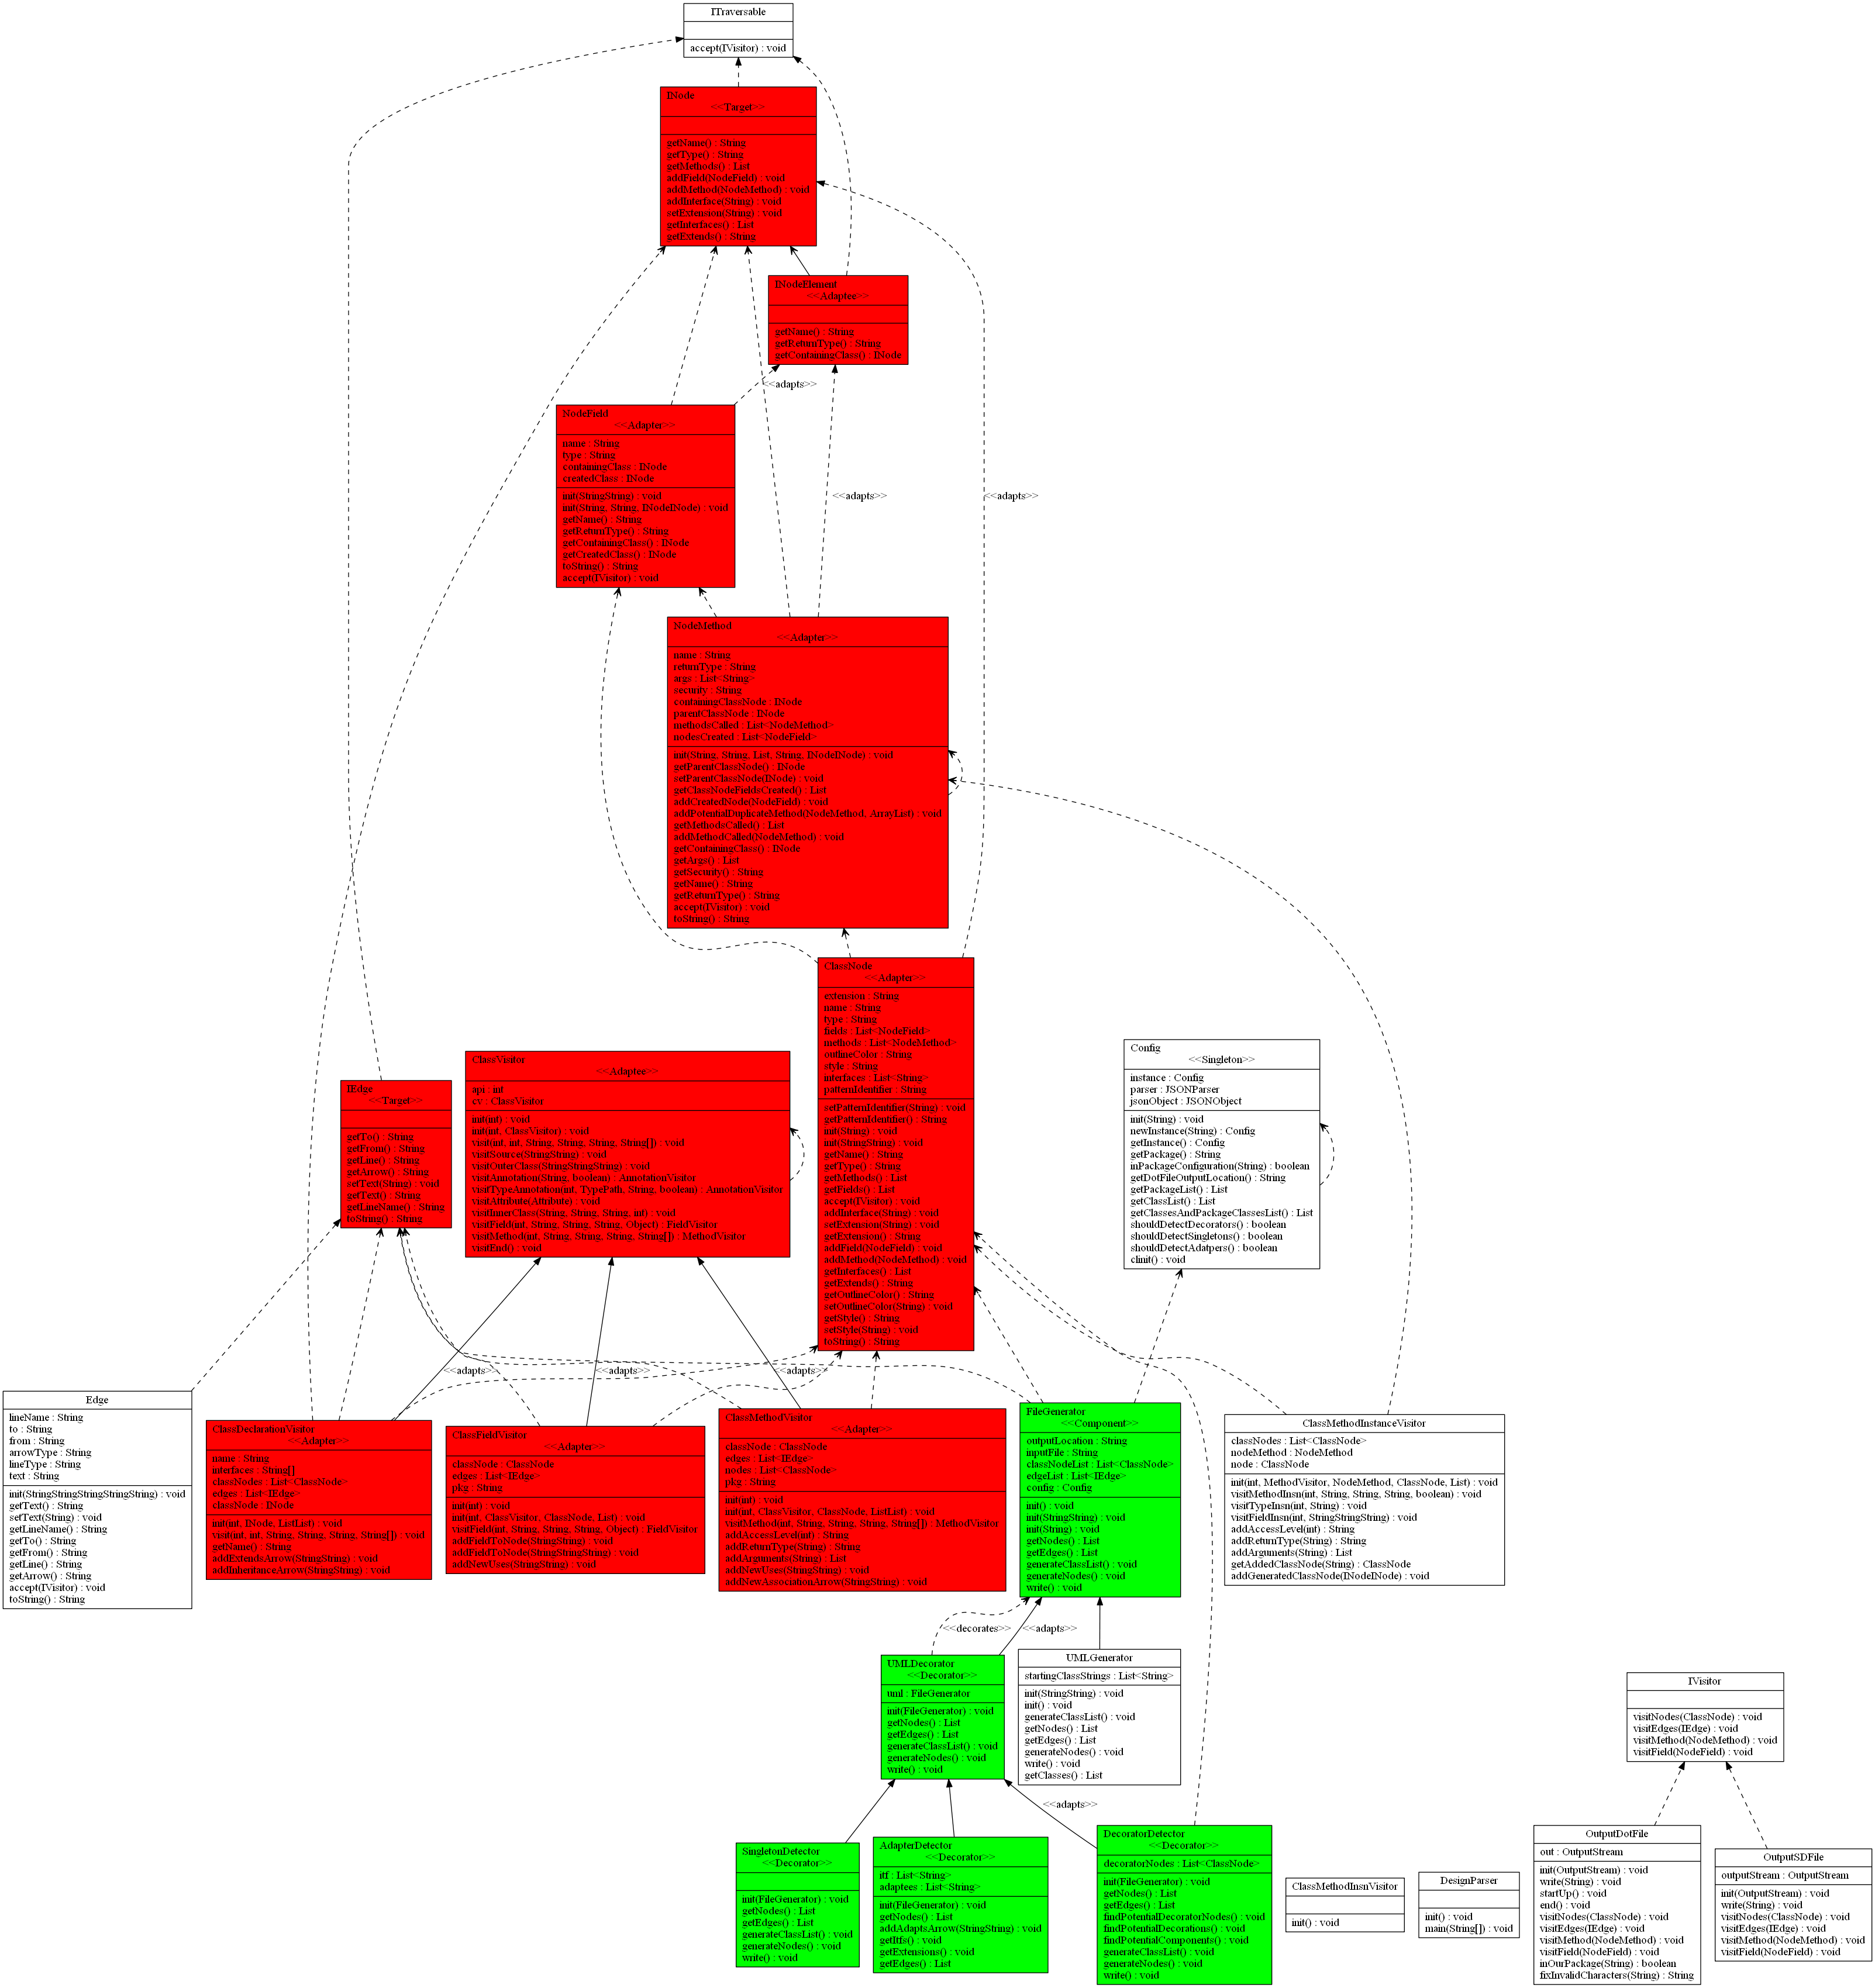 ITraversable
accept(IVisitor) : void
INode
<<Target>>
getName() : String
getType() : String
getMethods() : List
addField(NodeField) : void
addMethod(NodeMethod) : void
addInterface(String) : void
setExtension(String) : void
getInterfaces() : List
getExtends() : String
INodeElement
<<Adaptee>>
getName() : String
getReturnType() : String
getContainingClass() : INode
<<adapts>>
NodeField
<<Adapter>>
name : String
type : String
containingClass : INode
createdClass : INode
init(StringString) : void
init(String, String, INodeINode) : void
getName() : String
getReturnType() : String
getContainingClass() : INode
getCreatedClass() : INode
toString() : String
accept(IVisitor) : void
<<adapts>>
<<adapts>>
NodeMethod
<<Adapter>>
name : String
returnType : String
args : List<String>
security : String
containingClassNode : INode
parentClassNode : INode
methodsCalled : List<NodeMethod>
nodesCreated : List<NodeField>
init(String, String, List, String, INodeINode) : void
getParentClassNode() : INode
setParentClassNode(INode) : void
getClassNodeFieldsCreated() : List
addCreatedNode(NodeField) : void
addPotentialDuplicateMethod(NodeMethod, ArrayList) : void
getMethodsCalled() : List
addMethodCalled(NodeMethod) : void
getContainingClass() : INode
getArgs() : List
getSecurity() : String
getName() : String
getReturnType() : String
accept(IVisitor) : void
toString() : String
ClassNode
<<Adapter>>
extension : String
name : String
type : String
fields : List<NodeField>
methods : List<NodeMethod>
outlineColor : String
style : String
interfaces : List<String>
patternIdentifier : String
setPatternIdentifier(String) : void
getPatternIdentifier() : String
init(String) : void
init(StringString) : void
getName() : String
getType() : String
getMethods() : List
getFields() : List
accept(IVisitor) : void
addInterface(String) : void
setExtension(String) : void
getExtension() : String
addField(NodeField) : void
addMethod(NodeMethod) : void
getInterfaces() : List
getExtends() : String
getOutlineColor() : String
setOutlineColor(String) : void
getStyle() : String
setStyle(String) : void
toString() : String
IEdge
<<Target>>
getTo() : String
getFrom() : String
getLine() : String
getArrow() : String
setText(String) : void
getText() : String
getLineName() : String
toString() : String
ClassVisitor
<<Adaptee>>
api : int
cv : ClassVisitor
init(int) : void
init(int, ClassVisitor) : void
visit(int, int, String, String, String, String[]) : void
visitSource(StringString) : void
visitOuterClass(StringStringString) : void
visitAnnotation(String, boolean) : AnnotationVisitor
visitTypeAnnotation(int, TypePath, String, boolean) : AnnotationVisitor
visitAttribute(Attribute) : void
visitInnerClass(String, String, String, int) : void
visitField(int, String, String, String, Object) : FieldVisitor
visitMethod(int, String, String, String, String[]) : MethodVisitor
visitEnd() : void
Config
<<Singleton>>
instance : Config
parser : JSONParser
jsonObject : JSONObject
init(String) : void
newInstance(String) : Config
getInstance() : Config
getPackage() : String
inPackageConfiguration(String) : boolean
getDotFileOutputLocation() : String
getPackageList() : List
getClassList() : List
getClassesAndPackageClassesList() : List
shouldDetectDecorators() : boolean
shouldDetectSingletons() : boolean
shouldDetectAdatpers() : boolean
clinit() : void
<<adapts>>
<<adapts>>
<<adapts>>
Edge
lineName : String
to : String
from : String
arrowType : String
lineType : String
text : String
init(StringStringStringStringString) : void
getText() : String
setText(String) : void
getLineName() : String
getTo() : String
getFrom() : String
getLine() : String
getArrow() : String
accept(IVisitor) : void
toString() : String
ClassDeclarationVisitor
<<Adapter>>
name : String
interfaces : String[]
classNodes : List<ClassNode>
edges : List<IEdge>
classNode : INode
init(int, INode, ListList) : void
visit(int, int, String, String, String, String[]) : void
getName() : String
addExtendsArrow(StringString) : void
addInheritanceArrow(StringString) : void
ClassFieldVisitor
<<Adapter>>
classNode : ClassNode
edges : List<IEdge>
pkg : String
init(int) : void
init(int, ClassVisitor, ClassNode, List) : void
visitField(int, String, String, String, Object) : FieldVisitor
addFieldToNode(StringString) : void
addFieldToNode(StringStringString) : void
addNewUses(StringString) : void
ClassMethodVisitor
<<Adapter>>
classNode : ClassNode
edges : List<IEdge>
nodes : List<ClassNode>
pkg : String
init(int) : void
init(int, ClassVisitor, ClassNode, ListList) : void
visitMethod(int, String, String, String, String[]) : MethodVisitor
addAccessLevel(int) : String
addReturnType(String) : String
addArguments(String) : List
addNewUses(String) : void
addNewAssociationArrow(StringString) : void
FileGenerator
<<Component>>
outputLocation : String
inputFile : String
classNodeList : List<ClassNode>
edgeList : List<IEdge>
config : Config
init() : void
init(StringString) : void
init(String) : void
getNodes() : List
getEdges() : List
generateClassList() : void
generateNodes() : void
write() : void
ClassMethodInstanceVisitor
classNodes : List<ClassNode>
nodeMethod : NodeMethod
node : ClassNode
init(int, MethodVisitor, NodeMethod, ClassNode, List) : void
visitMethodInsn(int, String, String, String, boolean) : void
visitTypeInsn(int, String) : void
visitFieldInsn(int, StringStringString) : void
addAccessLevel(int) : String
addReturnType(String) : String
addArguments(String) : List
getAddedClassNode(String) : ClassNode
addGeneratedClassNode(INodeINode) : void
<<decorates>>
<<adapts>>
UMLDecorator
<<Decorator>>
uml : FileGenerator
init(FileGenerator) : void
getNodes() : List
getEdges() : List
generateClassList() : void
generateNodes() : void
write() : void
UMLGenerator
startingClassStrings : List<String>
init(StringString) : void
init() : void
generateClassList() : void
getNodes() : List
getEdges() : List
generateNodes() : void
write() : void
getClasses() : List
IVisitor
visitNodes(ClassNode) : void
visitEdges(IEdge) : void
visitMethod(NodeMethod) : void
visitField(NodeField) : void
<<adapts>>
SingletonDetector
<<Decorator>>
init(FileGenerator) : void
getNodes() : List
getEdges() : List
generateClassList() : void
generateNodes() : void
write() : void
AdapterDetector
<<Decorator>>
itf : List<String>
adaptees : List<String>
init(FileGenerator) : void
getNodes() : List
addAdaptsArrow(StringString) : void
getItfs() : void
getExtensions() : void
getEdges() : List
DecoratorDetector
<<Decorator>>
decoratorNodes : List<ClassNode>
init(FileGenerator) : void
getNodes() : List
getEdges() : List
findPotentialDecoratorNodes() : void
findPotentialDecorations() : void
findPotentialComponents() : void
generateClassList() : void
generateNodes() : void
write() : void
ClassMethodInsnVisitor
init() : void
DesignParser
init() : void
main(String[]) : void
OutputDotFile
out : OutputStream
init(OutputStream) : void
write(String) : void
startUp() : void
end() : void
visitNodes(ClassNode) : void
visitEdges(IEdge) : void
visitMethod(NodeMethod) : void
visitField(NodeField) : void
inOurPackage(String) : boolean
fixInvalidCharacters(String) : String
OutputSDFile
outputStream : OutputStream
init(OutputStream) : void
write(String) : void
visitNodes(ClassNode) : void
visitEdges(IEdge) : void
visitMethod(NodeMethod) : void
visitField(NodeField) : void